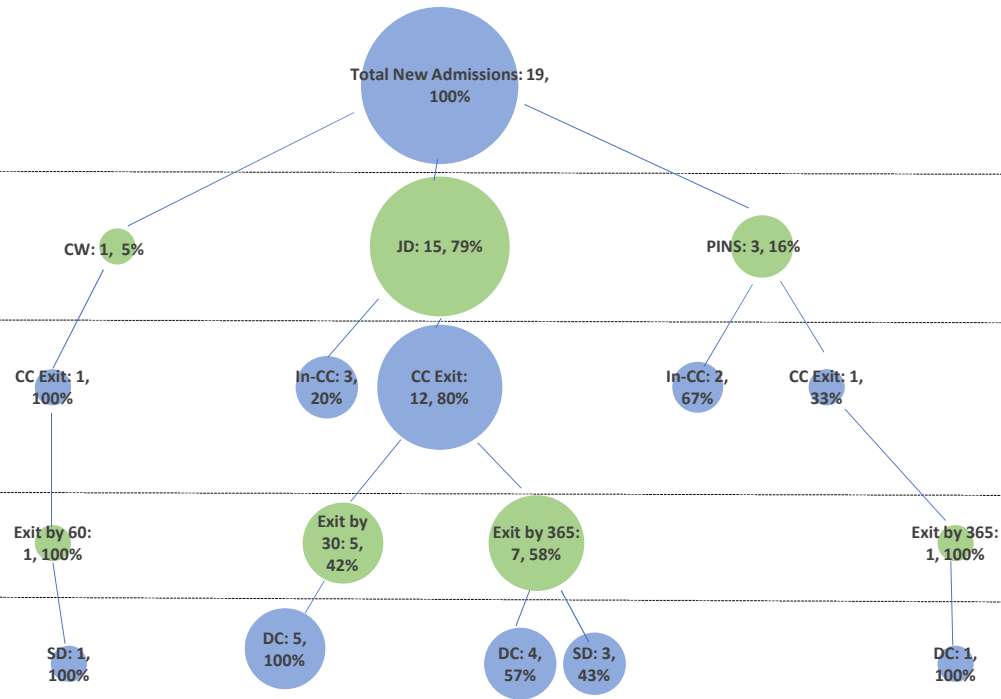 Total New Admissions: 19,
100%
CW: 1, 5%
JD: 15, 79%
PINS: 3, 16%
CC Exit: 1,
100%
In-CC: 3,
20%
CC Exit:
12, 80%
In-CC: 2,
67%
CC Exit: 1,
33%
Exit by 60:
1, 100%
Exit by
30: 5,
42%
Exit by 365:
7, 58%
Exit by 365:
1, 100%
SD: 1,
100%
DC: 5,
100%
DC: 4,
57%
SD: 3,
43%
DC: 1,
100%